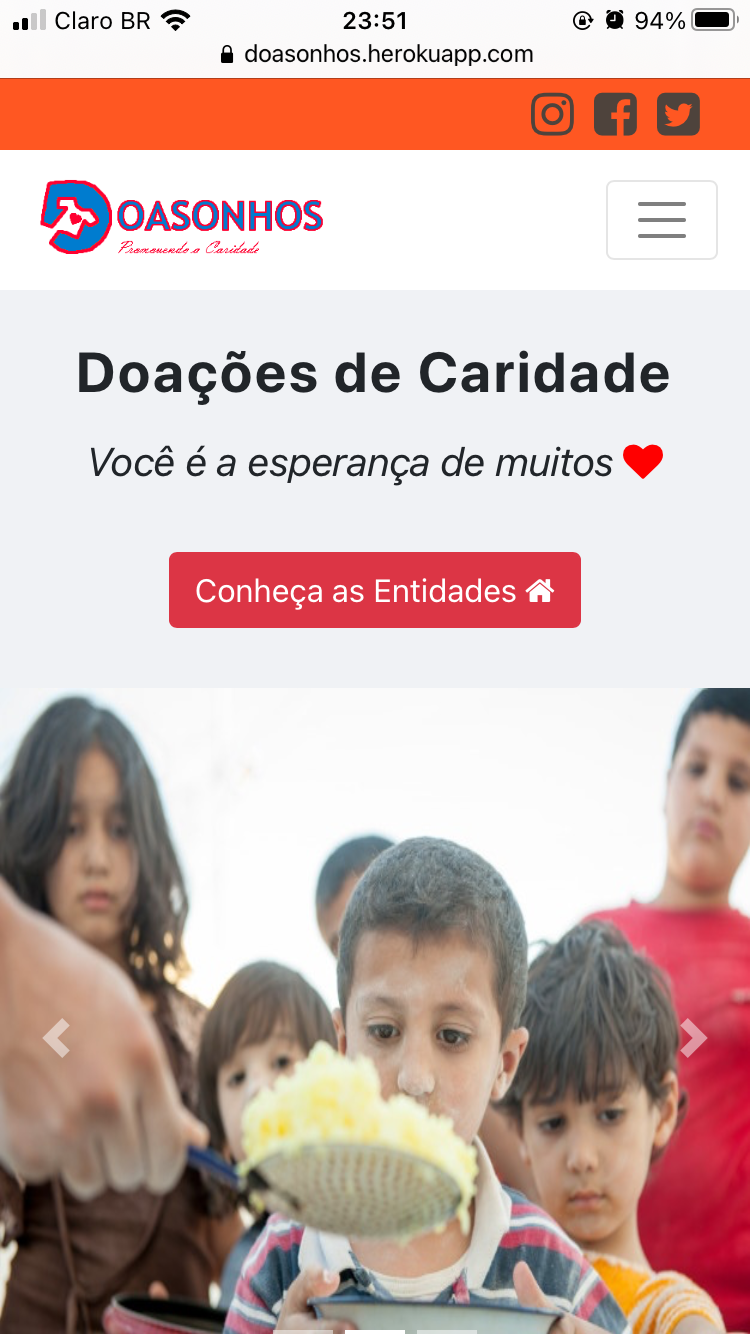 Claro BR 23:51 94%
doasonhos.herokuapp.com
DOASONHOS
Promovendo a Caridade
Doações de Caridade
Você é a esperança de muitos
Conheça as Entidades